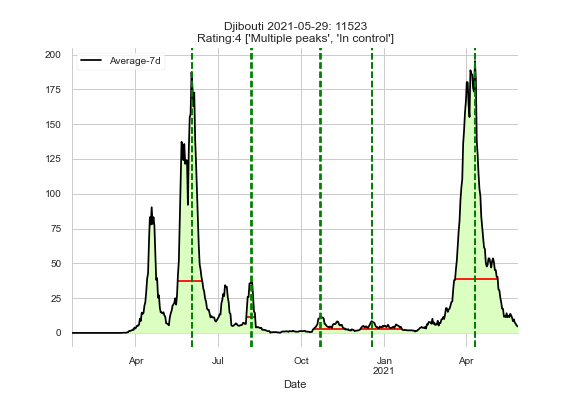 Djibouti 2021-05-29: 11523
Rating:4 ['Multiple peaks', 'In control']
Average-7d
200
175
150
125
100
75
50
25
0
Apr Jul Oct Jan Apr
2021
Date